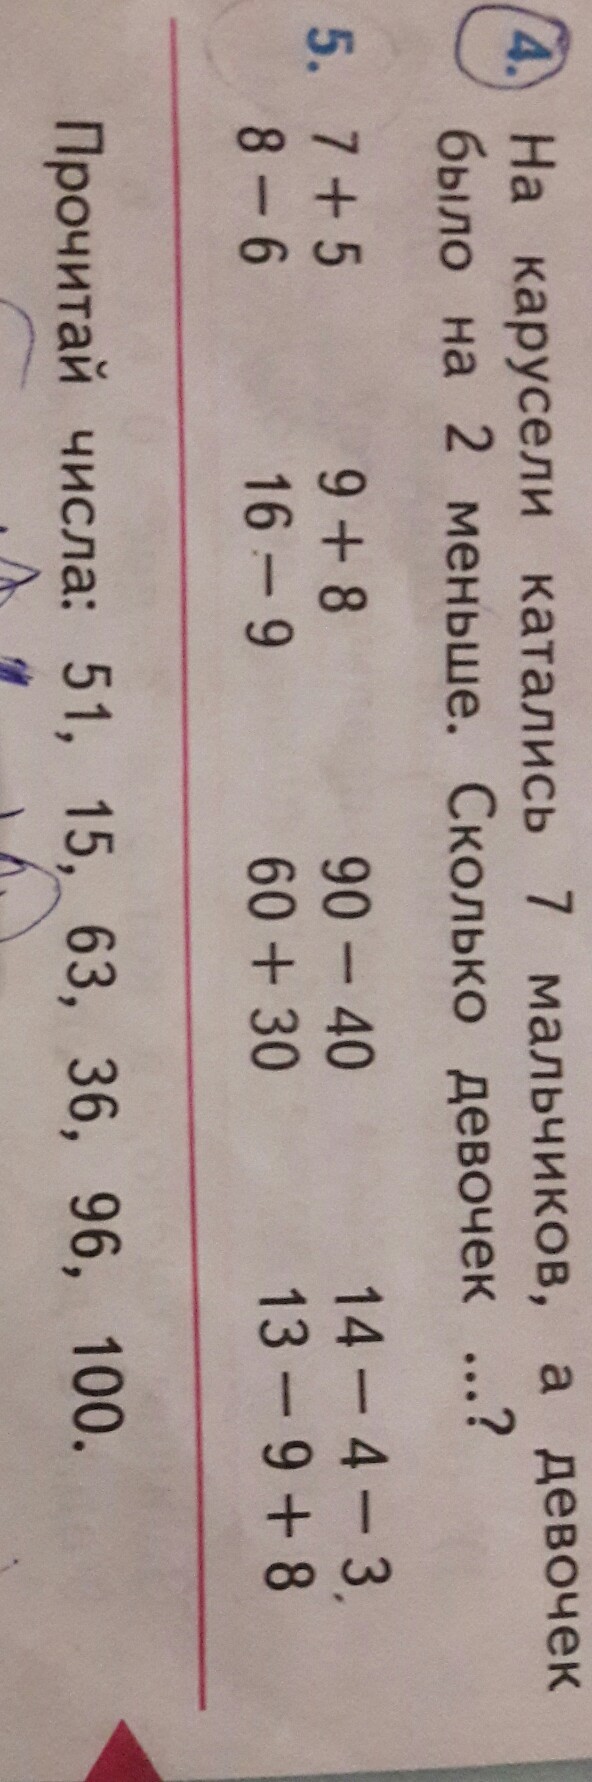 4. На карусели катались 7 мальчиков, а девочек
было на 2 меньше. Сколько девочек ...?
5. 7 + 5 9 + 8 90 − 40 14 − 4 − 3
8 − 6 16 − 9 60 + 30 13 − 9 + 8
Прочитай числа: 51, 15, 63, 36, 96, 100.